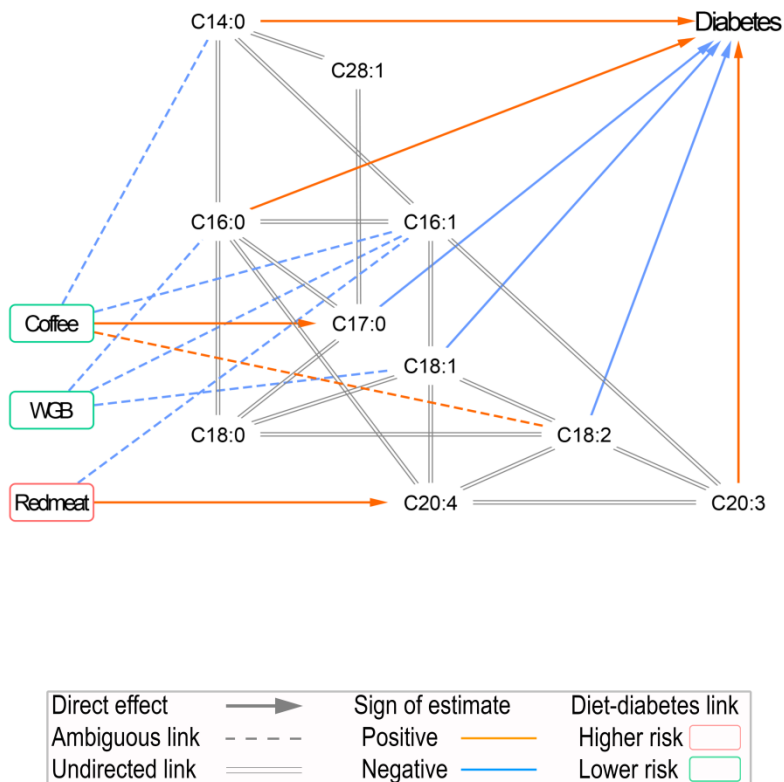 C14:0 Diabetes
C28:1
C16:0 C16:1
Coffee C17:0
C18:1
WGB
C18:0 C18:2
Redmeat C20:4 C20:3
Direct effect Sign of estimate Diet-diabetes link
Ambiguous link Positive Higher risk
Undirected link Negative Lower risk